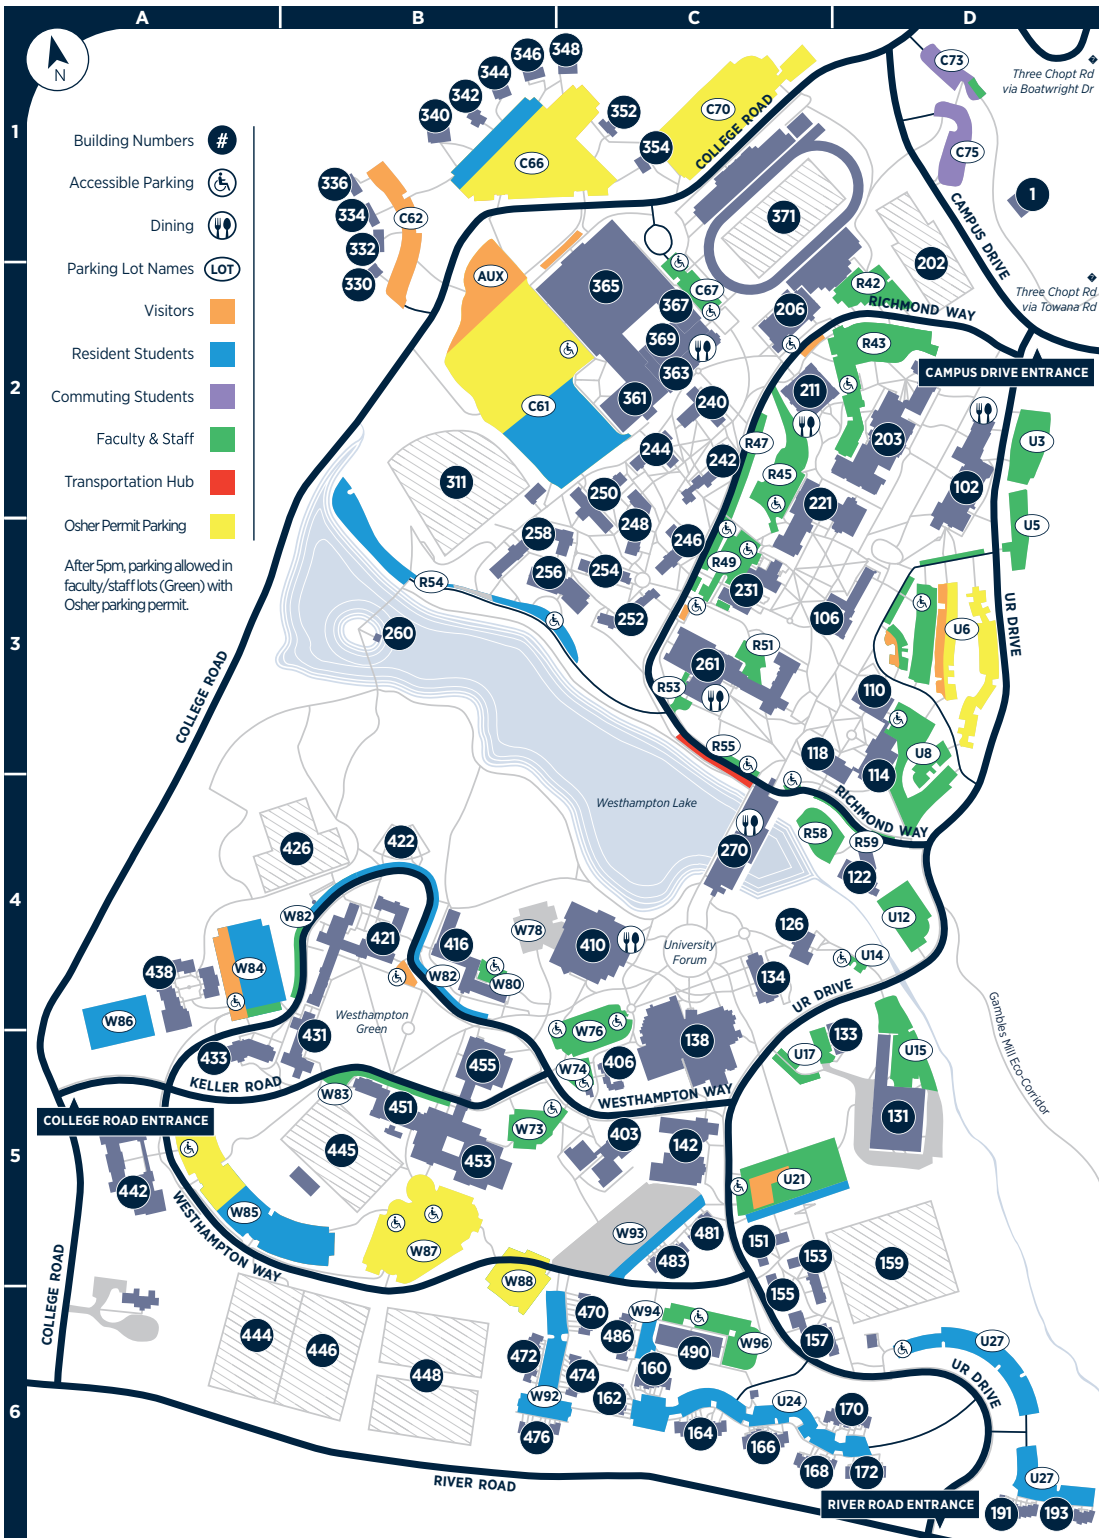 A
B
C
D
1
2
3
4
5
6
N
Building Numbers
#
Accessible Parking
Dining
Parking Lot Names
LOT
Visitors
Resident Students
Commuting Students
Faculty & Staff
Transportation Hub
Osher Permit Parking
After 5pm, parking allowed in
faculty/staff lots (Green) with
Osher parking permit.
346
348
344
342
340
352
354
C66
C70
COLLEGE ROAD
C73
C75
Three Chopt Rd
via Boatwright Dr
1
336
334
332
330
C62
371
CAMPUS DRIVE
202
AUX
365
367
C67
369
363
361
206
R42
RICHMOND WAY
Three Chopt Rd
via Towana Rd
R43
CAMPUS DRIVE ENTRANCE
C61
240
211
203
244
242
R47
R45
U3
102
311
250
248
221
U5
258
246
256
254
R49
231
R54
252
106
U6
UR DRIVE
260
261
R51
R53
110
COLLEGE ROAD
R55
118
114
U8
Westhampton Lake
RICHMOND WAY
R58
R59
270
122
426
422
W82
421
416
W78
410
University
Forum
126
U12
U14
438
W84
W82
W80
134
UR DRIVE
W86
Westhampton
Green
431
433
W76
138
133
U17
U15
Gambles Mill Eco-Corridor
KELLER ROAD
455
W74
406
WESTHAMPTON WAY
W83
451
COLLEGE ROAD ENTRANCE
W73
403
131
445
453
142
442
W85
WESTHAMPTON WAY
U21
W87
W93
481
483
151
153
159
COLLEGE ROAD
W88
155
444
446
448
470
W94
486
490
W96
157
U27
472
474
160
UR DRIVE
W92
162
U24
170
476
164
166
168
172
RIVER ROAD
U27
RIVER ROAD ENTRANCE
191
193